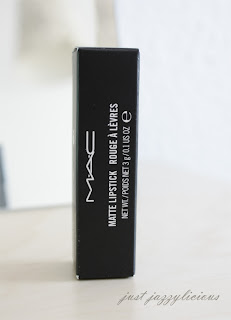 MAC
MATTE LIPSTICK ROUGE À LÈVRES
NET WT./POIDS NET 3 g/0.1 US OZ e
just jazzylicious